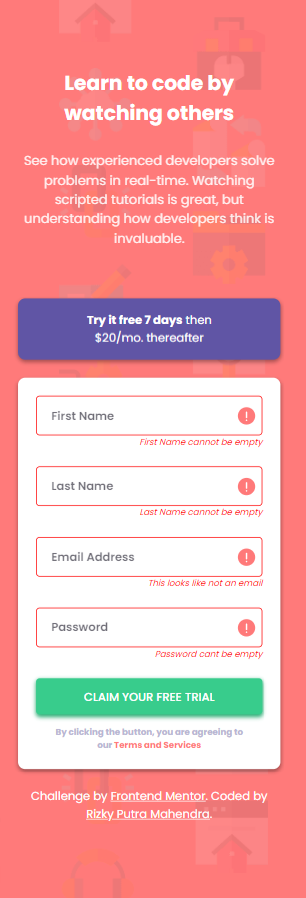 Learn to code by
watching others
See how experienced developers solve
problems in real-time. Watching
scripted tutorials is great, but
understanding how developers think is
invaluable.
Try it free 7 days then
$20/mo. thereafter
First Name
First Name cannot be empty
Last Name
Last Name cannot be empty
Email Address
This looks like not an email
Password
Password cant be empty
CLAIM YOUR FREE TRIAL
By clicking the button, you are agreeing to
our Terms and Services
Challenge by Frontend Mentor. Coded by
Rizky Putra Mahendra.